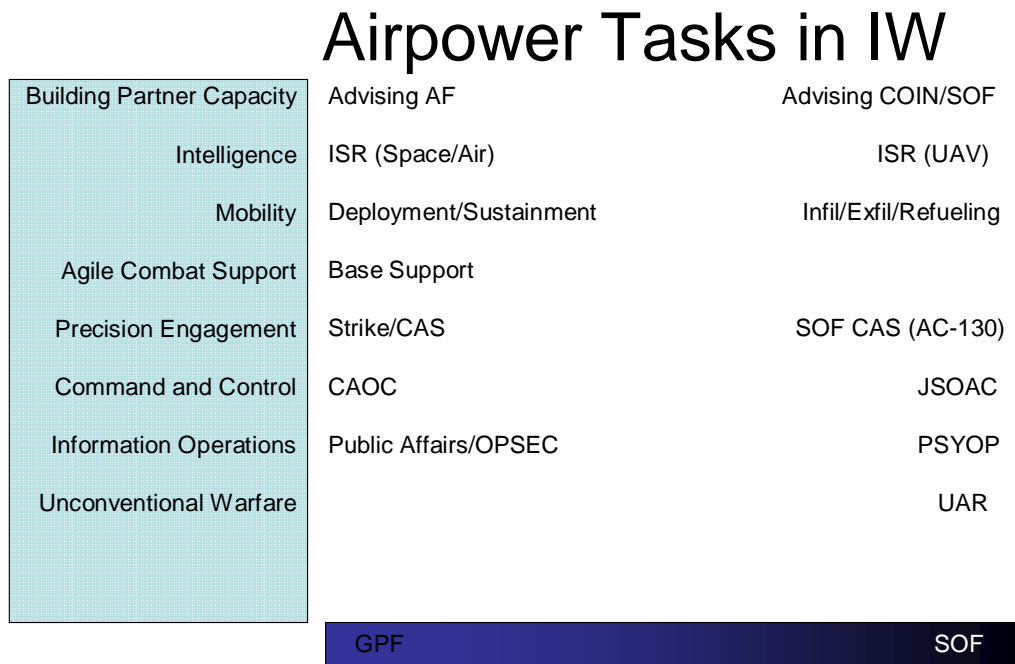 Airpower Tasks in IW
Building Partner Capacity Advising AF Advising COIN/SOF
Intelligence ISR (Space/Air) ISR (UAV)
Mobility Deployment/Sustainment Infil/Exfil/Refueling
Agile Combat Support Base Support
Precision Engagement Strike/CAS SOF CAS (AC-130)
Command and Control CAOC JSOAC
Information Operations Public Affairs/OPSEC PSYOP
Unconventional Warfare UAR
GPF SOF